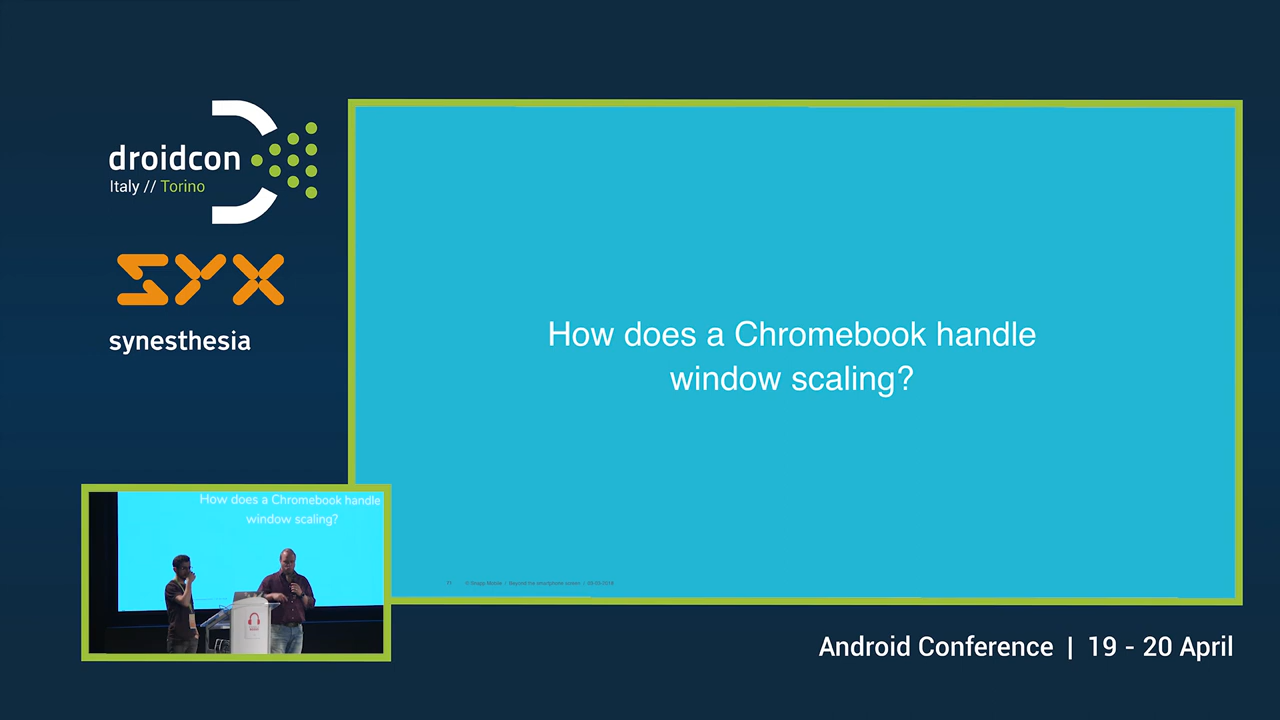 droidcon
Italy // Torino
SYX
synesthesia
How does a Chromebook handle
window scaling?
How does a Chromebook handle
window scaling?
Android Conference | 19 - 20 April